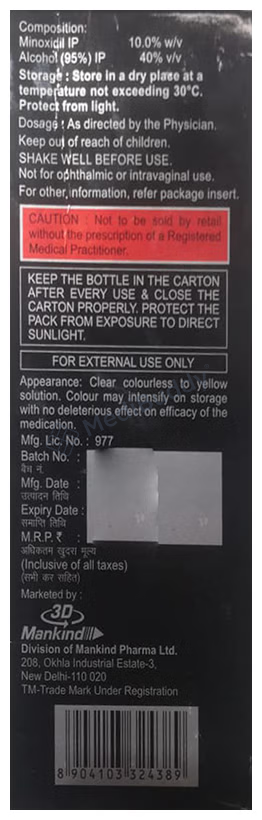 Composition:
Minoxidil IP 10.0% w/v
Alcohol (95%) IP 40% v/v
Storage : Store in a dry place at a
temperature not exceeding 30°C.
Protect from light.
Dosage : As directed by the Physician.
Keep out of reach of children.
SHAKE WELL BEFORE USE.
Not for ophthalmic or intravaginal use.
For other information, refer package insert.
CAUTION : Not to be sold by retail
without the prescription of a Registered
Medical Practitioner.
KEEP THE BOTTLE IN THE CARTON
AFTER EVERY USE & CLOSE THE
CARTON PROPERLY. PROTECT THE
PACK FROM EXPOSURE TO DIRECT
SUNLIGHT.
FOR EXTERNAL USE ONLY
Appearance: Clear colourless to yellow
solution. Colour may intensify on storage
with no deleterious effect on efficacy of the
medication.
Mfg. Lic. No. : 977
Batch No. :
बैच नं.
Mfg. Date :
उत्पादन तिथि
Expiry Date :
समाप्ति तिथि
M.R.P. ₹ :
अधिकतम खुदरा मूल्य
(Inclusive of all taxes)
(सभी कर सहित)
Marketed by :
3D
Mankind
Division of Mankind Pharma Ltd.
208, Okhla Industrial Estate-3,
New Delhi-110 020
TM-Trade Mark Under Registration
8 904103 324389